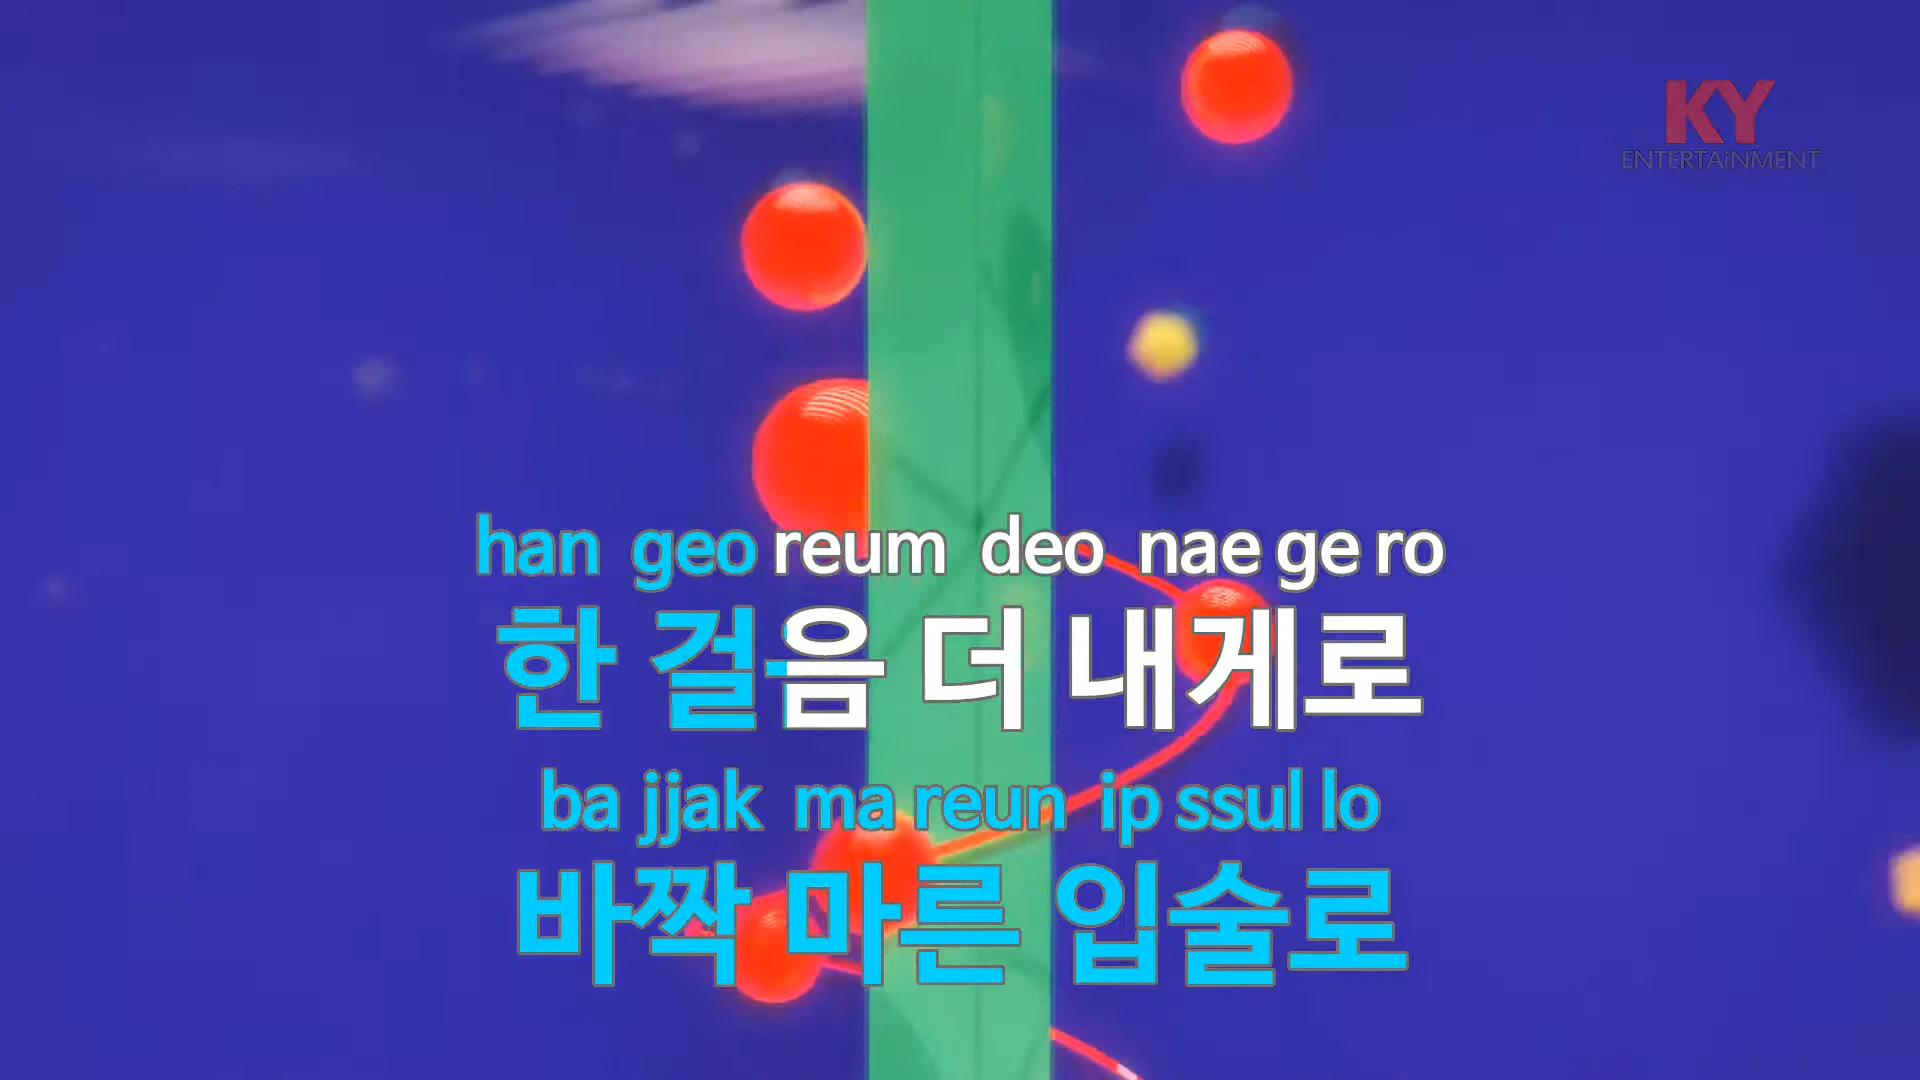 KY
ENTERTAiNMENT
han geo reum deo nae ge ro
한 걸음 더 내게로
ba jjak ma reun ip ssul lo
바짝 마른 입술로